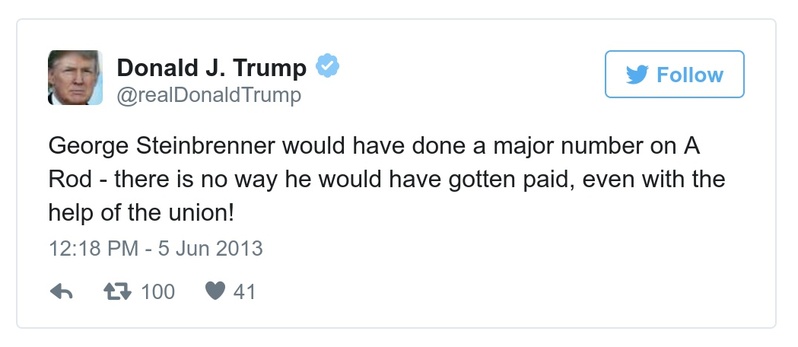 Donald J. Trump
Follow
@realDonaldTrump
George Steinbrenner would have done a major number on A
Rod - there is no way he would have gotten paid, even with the
help of the union!
12:18 PM - 5 Jun 2013
100 41